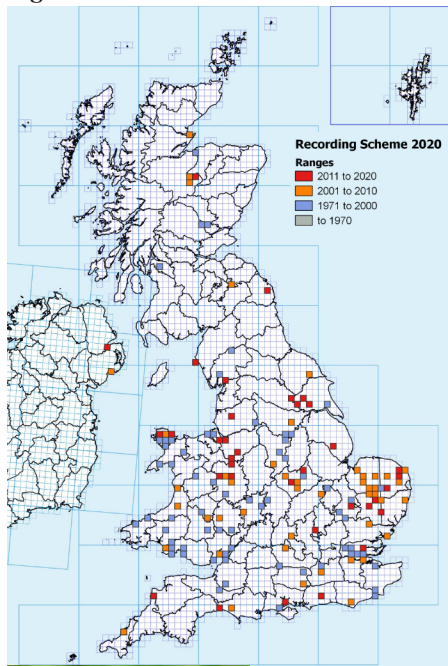 Recording Scheme 2020
Ranges
2011 to 2020
2001 to 2010
1971 to 2000
to 1970